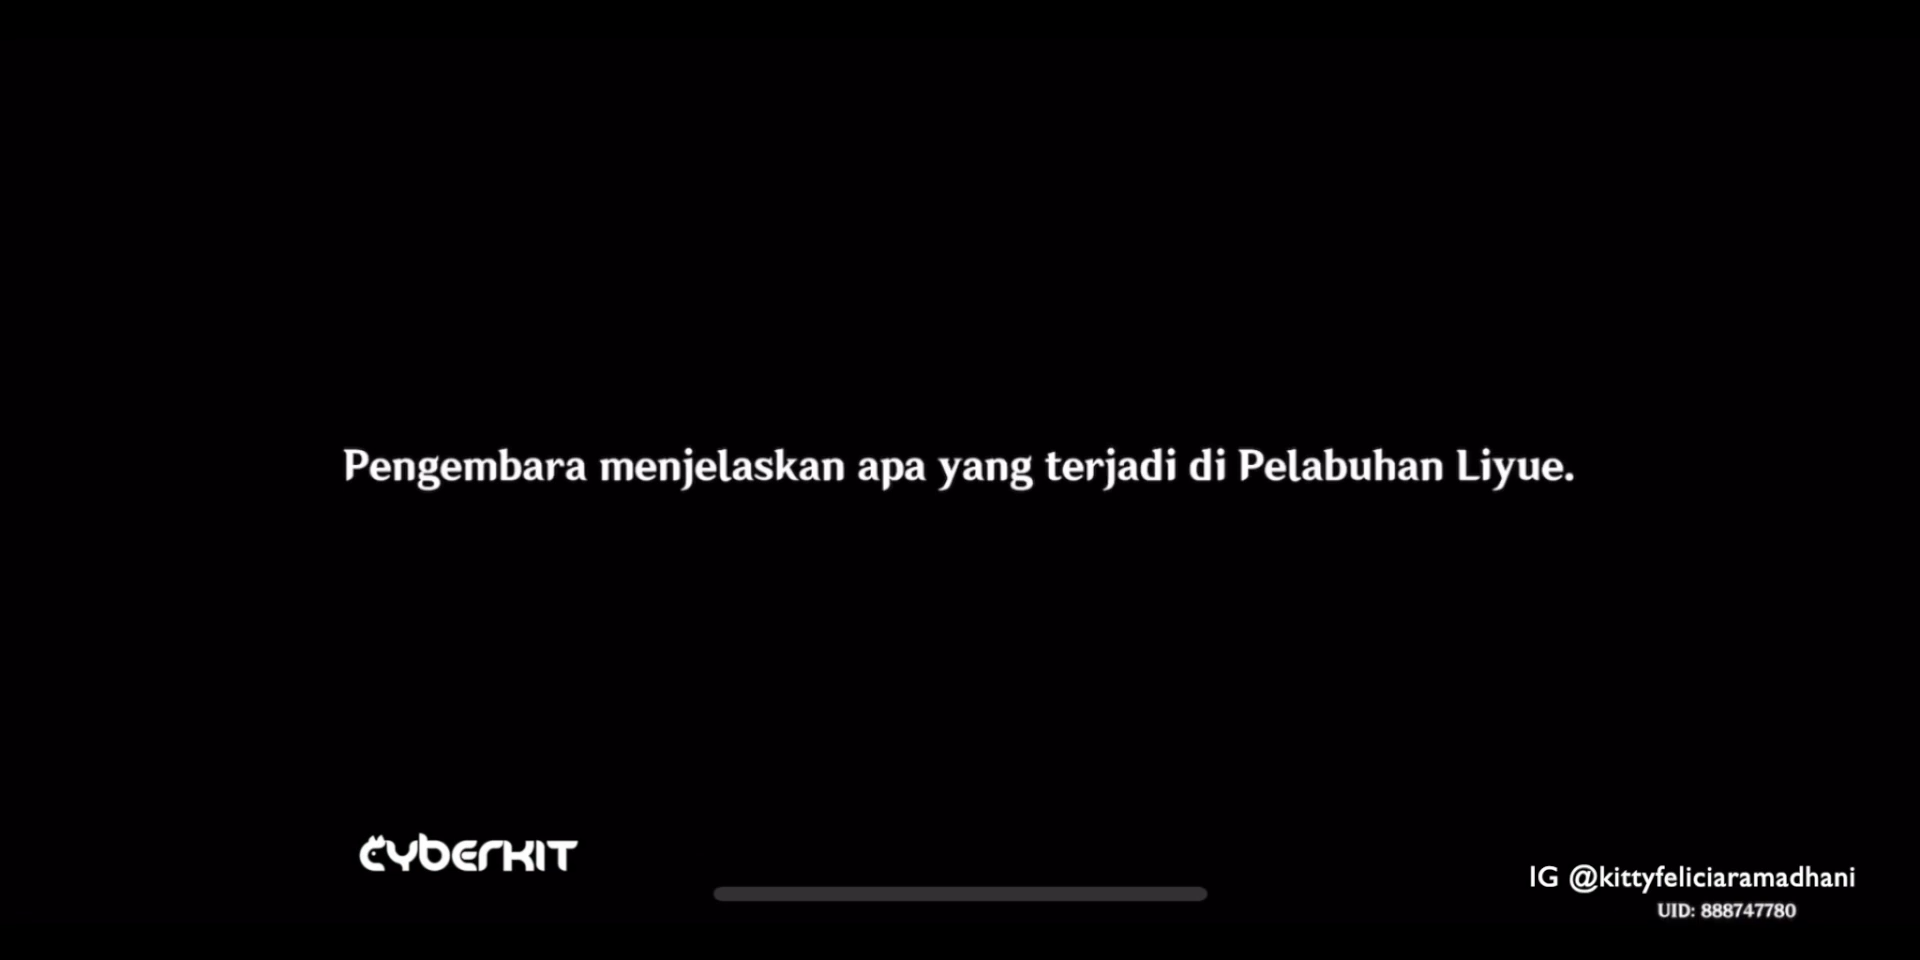 Pengembara menjelaskan apa yang terjadi di Pelabuhan Liyue.
CYBERKIT
IG @kittyfeliciaramadhani
UID: 888747780